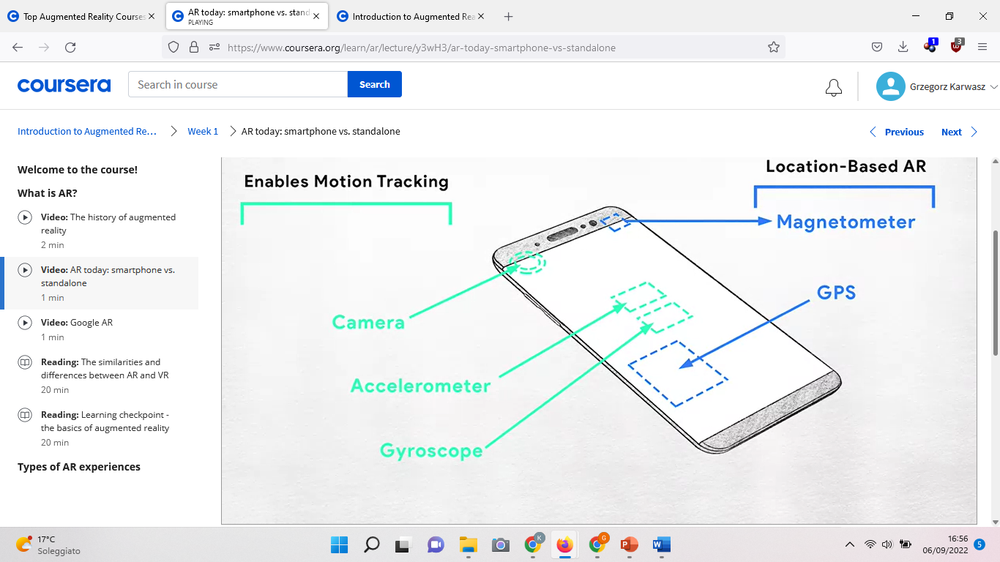 Top Augmented Reality Courses
AR today: smartphone vs. stand
PLAYING
Introduction to Augmented Rea
https://www.coursera.org/learn/ar/lecture/y3wH3/ar-today-smartphone-vs-standalone
1
3
coursera
Search in course
Search
Grzegorz Karwasz
Introduction to Augmented Re...
Week 1
AR today: smartphone vs. standalone
Previous
Next
Welcome to the course!
What is AR?
Video: The history of augmented
reality
2 min
Video: AR today: smartphone vs.
standalone
1 min
Video: Google AR
1 min
Reading: The similarities and
differences between AR and VR
20 min
Reading: Learning checkpoint -
the basics of augmented reality
20 min
Types of AR experiences
Enables Motion Tracking
Location-Based AR
Magnetometer
GPS
Camera
Accelerometer
Gyroscope
17°C
Soleggiato
K
G
P
W
16:56
06/09/2022
5